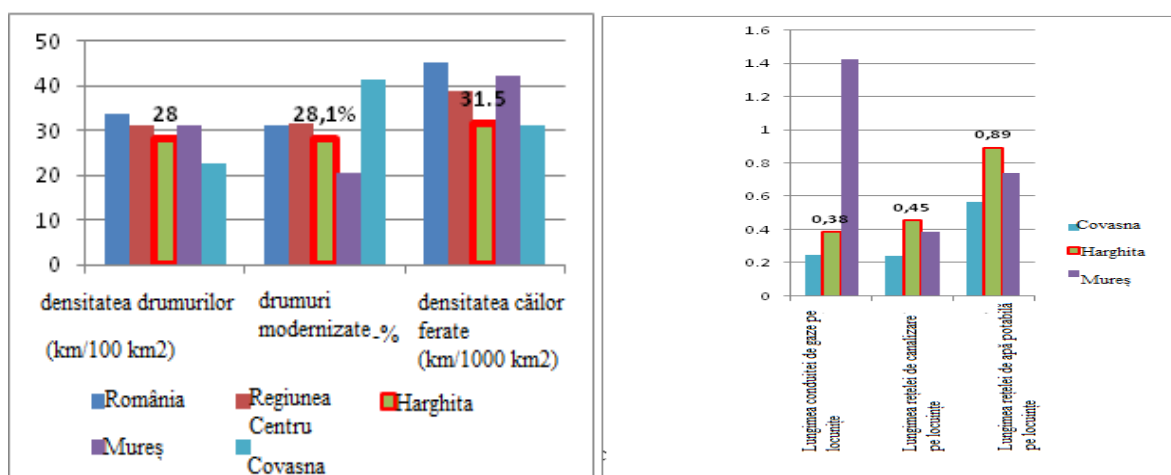 50
40
30
20
10
0
28
28,1%
31.5
densitatea drumurilor
(km/100 km2)
drumuri
modernizate-%
densitatea căilor
ferate
(km/1000 km2)
România
Regiunea
Centru
Harghita
Mureș
Covasna
1.6
1.4
1.2
1
0.8
0.6
0.4
0.2
0
0,38
0,45
0,89
Lungimea conduitei de gaze pe
locunițe
Lungimea rețelei de canalizare
pe locuințe
Lungimea rețelei de apă potabilă
pe locuințe
Covasna
Harghita
Mureș